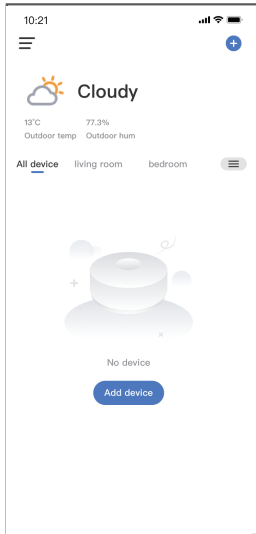 10:21
Cloudy
13°C 77.3%
Outdoor temp Outdoor hum
All device living room bedroom
No device
Add device